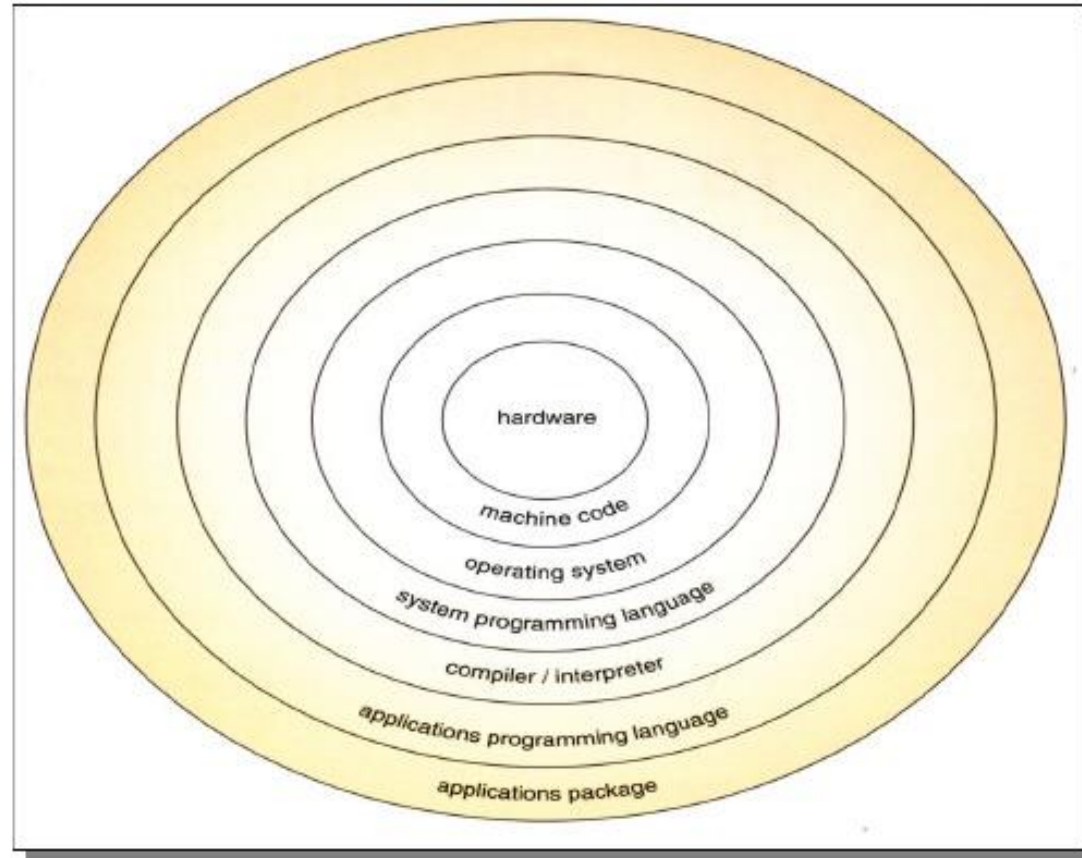 hardware
machine code
operating system
system programming language
compiler / interpreter
applications programming language
applications package